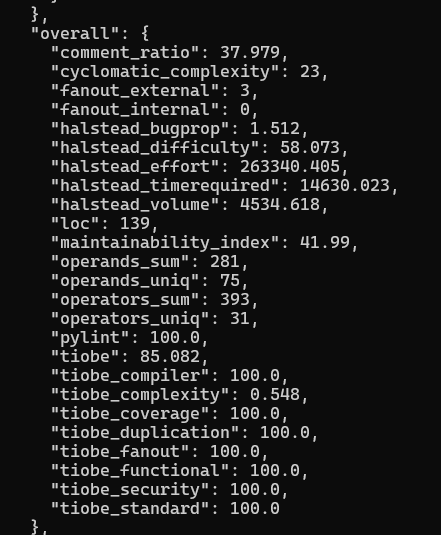 },
"overall": {
"comment_ratio": 37.979,
"cyclomatic_complexity": 23,
"fanout_external": 3,
"fanout_internal": 0,
"halstead_bugprop": 1.512,
"halstead_difficulty": 58.073,
"halstead_effort": 263340.405,
"halstead_timerequired": 14630.023,
"halstead_volume": 4534.618,
"loc": 139,
"maintainability_index": 41.99,
"operands_sum": 281,
"operands_uniq": 75,
"operators_sum": 393,
"operators_uniq": 31,
"pylint": 100.0,
"tiobe": 85.082,
"tiobe_compiler": 100.0,
"tiobe_complexity": 0.548,
"tiobe_coverage": 100.0,
"tiobe_duplication": 100.0,
"tiobe_fanout": 100.0,
"tiobe_functional": 100.0,
"tiobe_security": 100.0,
"tiobe_standard": 100.0
},